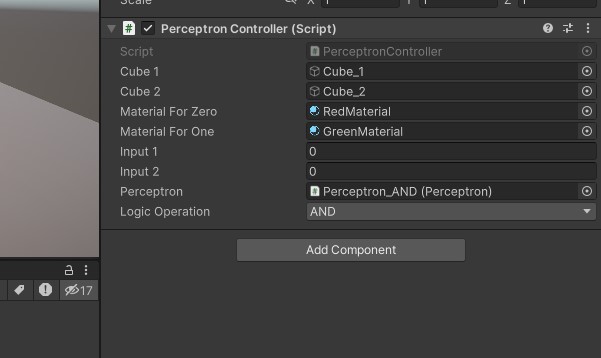 Scale X 1 Y 1 Z 1
# Perceptron Controller (Script)
Script # PerceptronController
Cube 1 Cube_1
Cube 2 Cube_2
Material For Zero RedMaterial
Material For One GreenMaterial
Input 1 0
Input 2 0
Perceptron # Perceptron_AND (Perceptron)
Logic Operation AND
Add Component
17